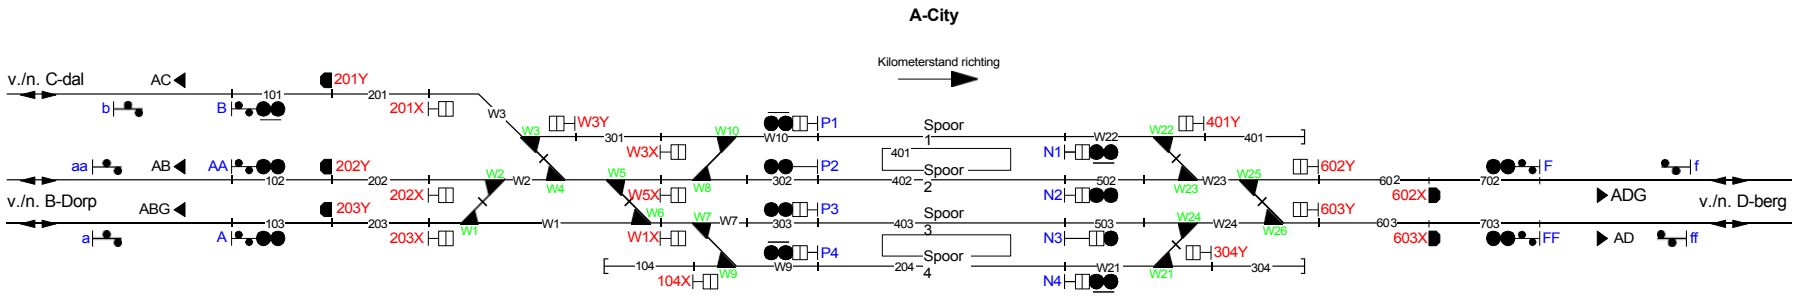 A-City
Kilometerstand richting
v./n. C-dal
AC
201Y
101
201
b
B
201X
W3
W3
W3Y
301
W3X
W10
W10
P1
Spoor
1
W22
W22
401Y
401
N1
401
aa
AA
AB
202Y
102
202
202X
W2
W2
W4
W5
W5X
W8
302
P2
402
Spoor
2
502
N2
W23
W23
W25
602Y
602
602X
702
F
f
ADG
v./n. B-Dorp
ABG
203Y
103
203
a
A
203X
W1
W1
W6
W1X
W7
W7
303
P3
403
Spoor
3
503
N3
W24
W24
W26
603Y
603
603X
703
FF
AD
ff
v./n. D-berg
104
104X
W9
W9
P4
204
Spoor
4
W21
W21
N4
304Y
304